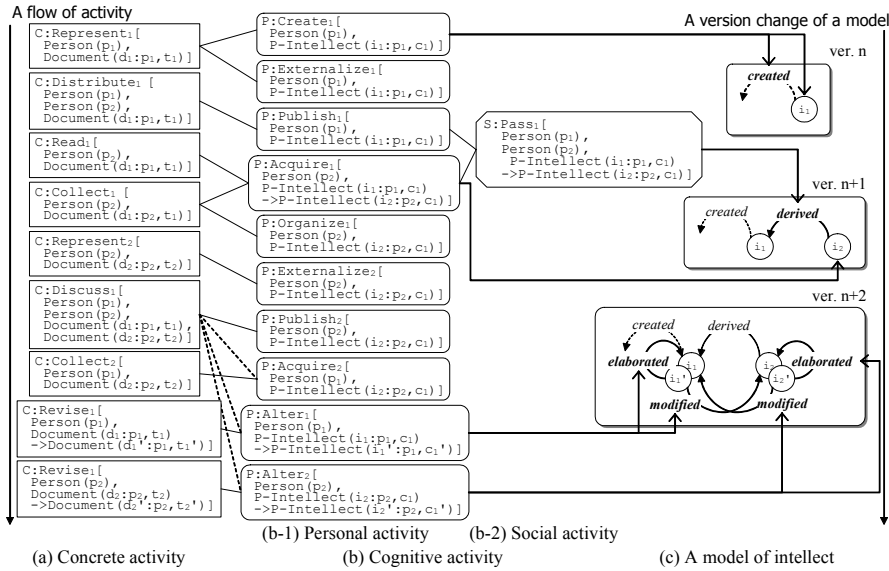 A flow of activity
C:Represent₁[
Person(p₁),
Document(d₁:p₁,t₁)]
C:Distribute₁ [
Person(p₁),
Person(p₂),
Document(d₁:p₁,t₁)]
C:Read₁[
Person(p₂),
Document(d₁:p₁,t₁)]
C:Collect₁ [
Person(p₂),
Document(d₁:p₂,t₁)]
C:Represent₂[
Person(p₂),
Document(d₂:p₂,t₂)]
C:Discuss₁[
Person(p₁),
Person(p₂),
Document(d₁:p₁,t₁),
Document(d₂:p₂,t₂)]
C:Collect₂[
Person(p₁),
Document(d₂:p₂,t₂)]
C:Revise₁[
Person(p₁),
Document(d₁:p₁,t₁)
->Document(d₁':p₁,t₁')]
C:Revise₁[
Person(p₂),
Document(d₂:p₂,t₂)
->Document(d₂':p₂,t₂')]
P:Create₁[
Person(p₁),
P-Intellect(i₁:p₁,c₁)]
P:Externalize₁[
Person(p₁),
P-Intellect(i₁:p₁,c₁)]
P:Publish₁[
Person(p₁),
P-Intellect(i₁:p₁,c₁)]
P:Acquire₁[
Person(p₂),
P-Intellect(i₁:p₁,c₁)
->P-Intellect(i₂:p₂,c₁)]
P:Organize₁[
Person(p₂),
P-Intellect(i₂:p₂,c₁)]
P:Externalize₂[
Person(p₂),
P-Intellect(i₂:p₂,c₁)]
P:Publish₂[
Person(p₂),
P-Intellect(i₂:p₂,c₁)]
P:Acquire₂[
Person(p₁),
P-Intellect(i₂:p₂,c₁)]
P:Alter₁[
Person(p₁),
P-Intellect(i₁:p₁,c₁)
->P-Intellect(i₁':p₁,c₁')]
P:Alter₂[
Person(p₂),
P-Intellect(i₂:p₂,c₁)
->P-Intellect(i₂':p₂,c₁')]
S:Pass₁[
Person(p₁),
Person(p₂),
P-Intellect(i₁:p₁,c₁)
->P-Intellect(i₂:p₂,c₁)]
A version change of a model
ver. n
created
i₁
ver. n+1
created
derived
i₁
i₂
ver. n+2
created
derived
elaborated
i₁
i₂
elaborated
i₁'
i₂'
modified
modified
(b-1) Personal activity
(b-2) Social activity
(a) Concrete activity
(b) Cognitive activity
(c) A model of intellect